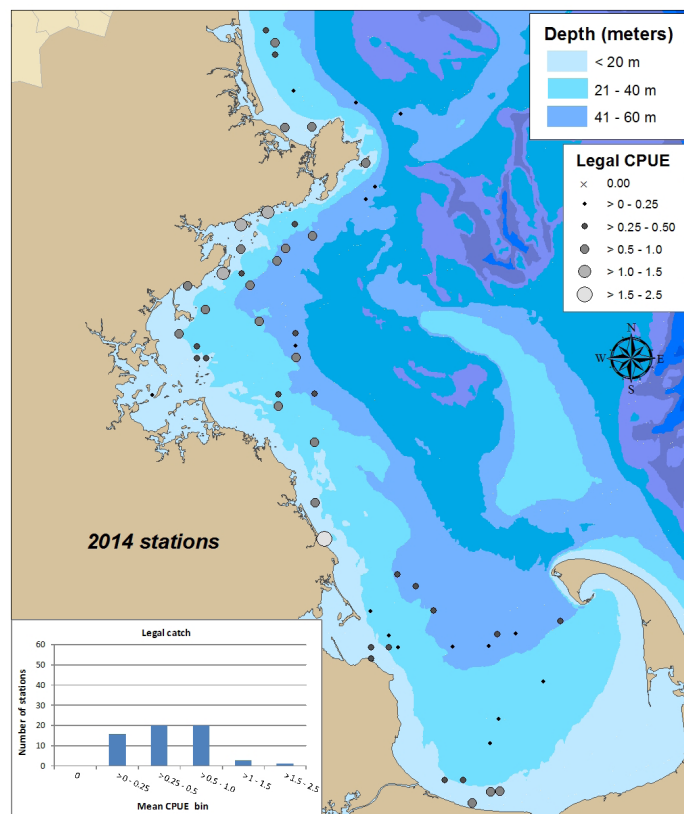 Depth (meters)
< 20 m
21 - 40 m
41 - 60 m
Legal CPUE
0.00
> 0 - 0.25
> 0.25 - 0.50
> 0.5 - 1.0
> 1.0 - 1.5
> 1.5 - 2.5
N
W E
S
2014 stations
Legal catch
Number of stations
60
50
40
30
20
10
0
0
>0 - 0.25
>0.25 - 0.5
>0.5 - 1.0
>1 - 1.5
>1.5 - 2.5
Mean CPUE bin